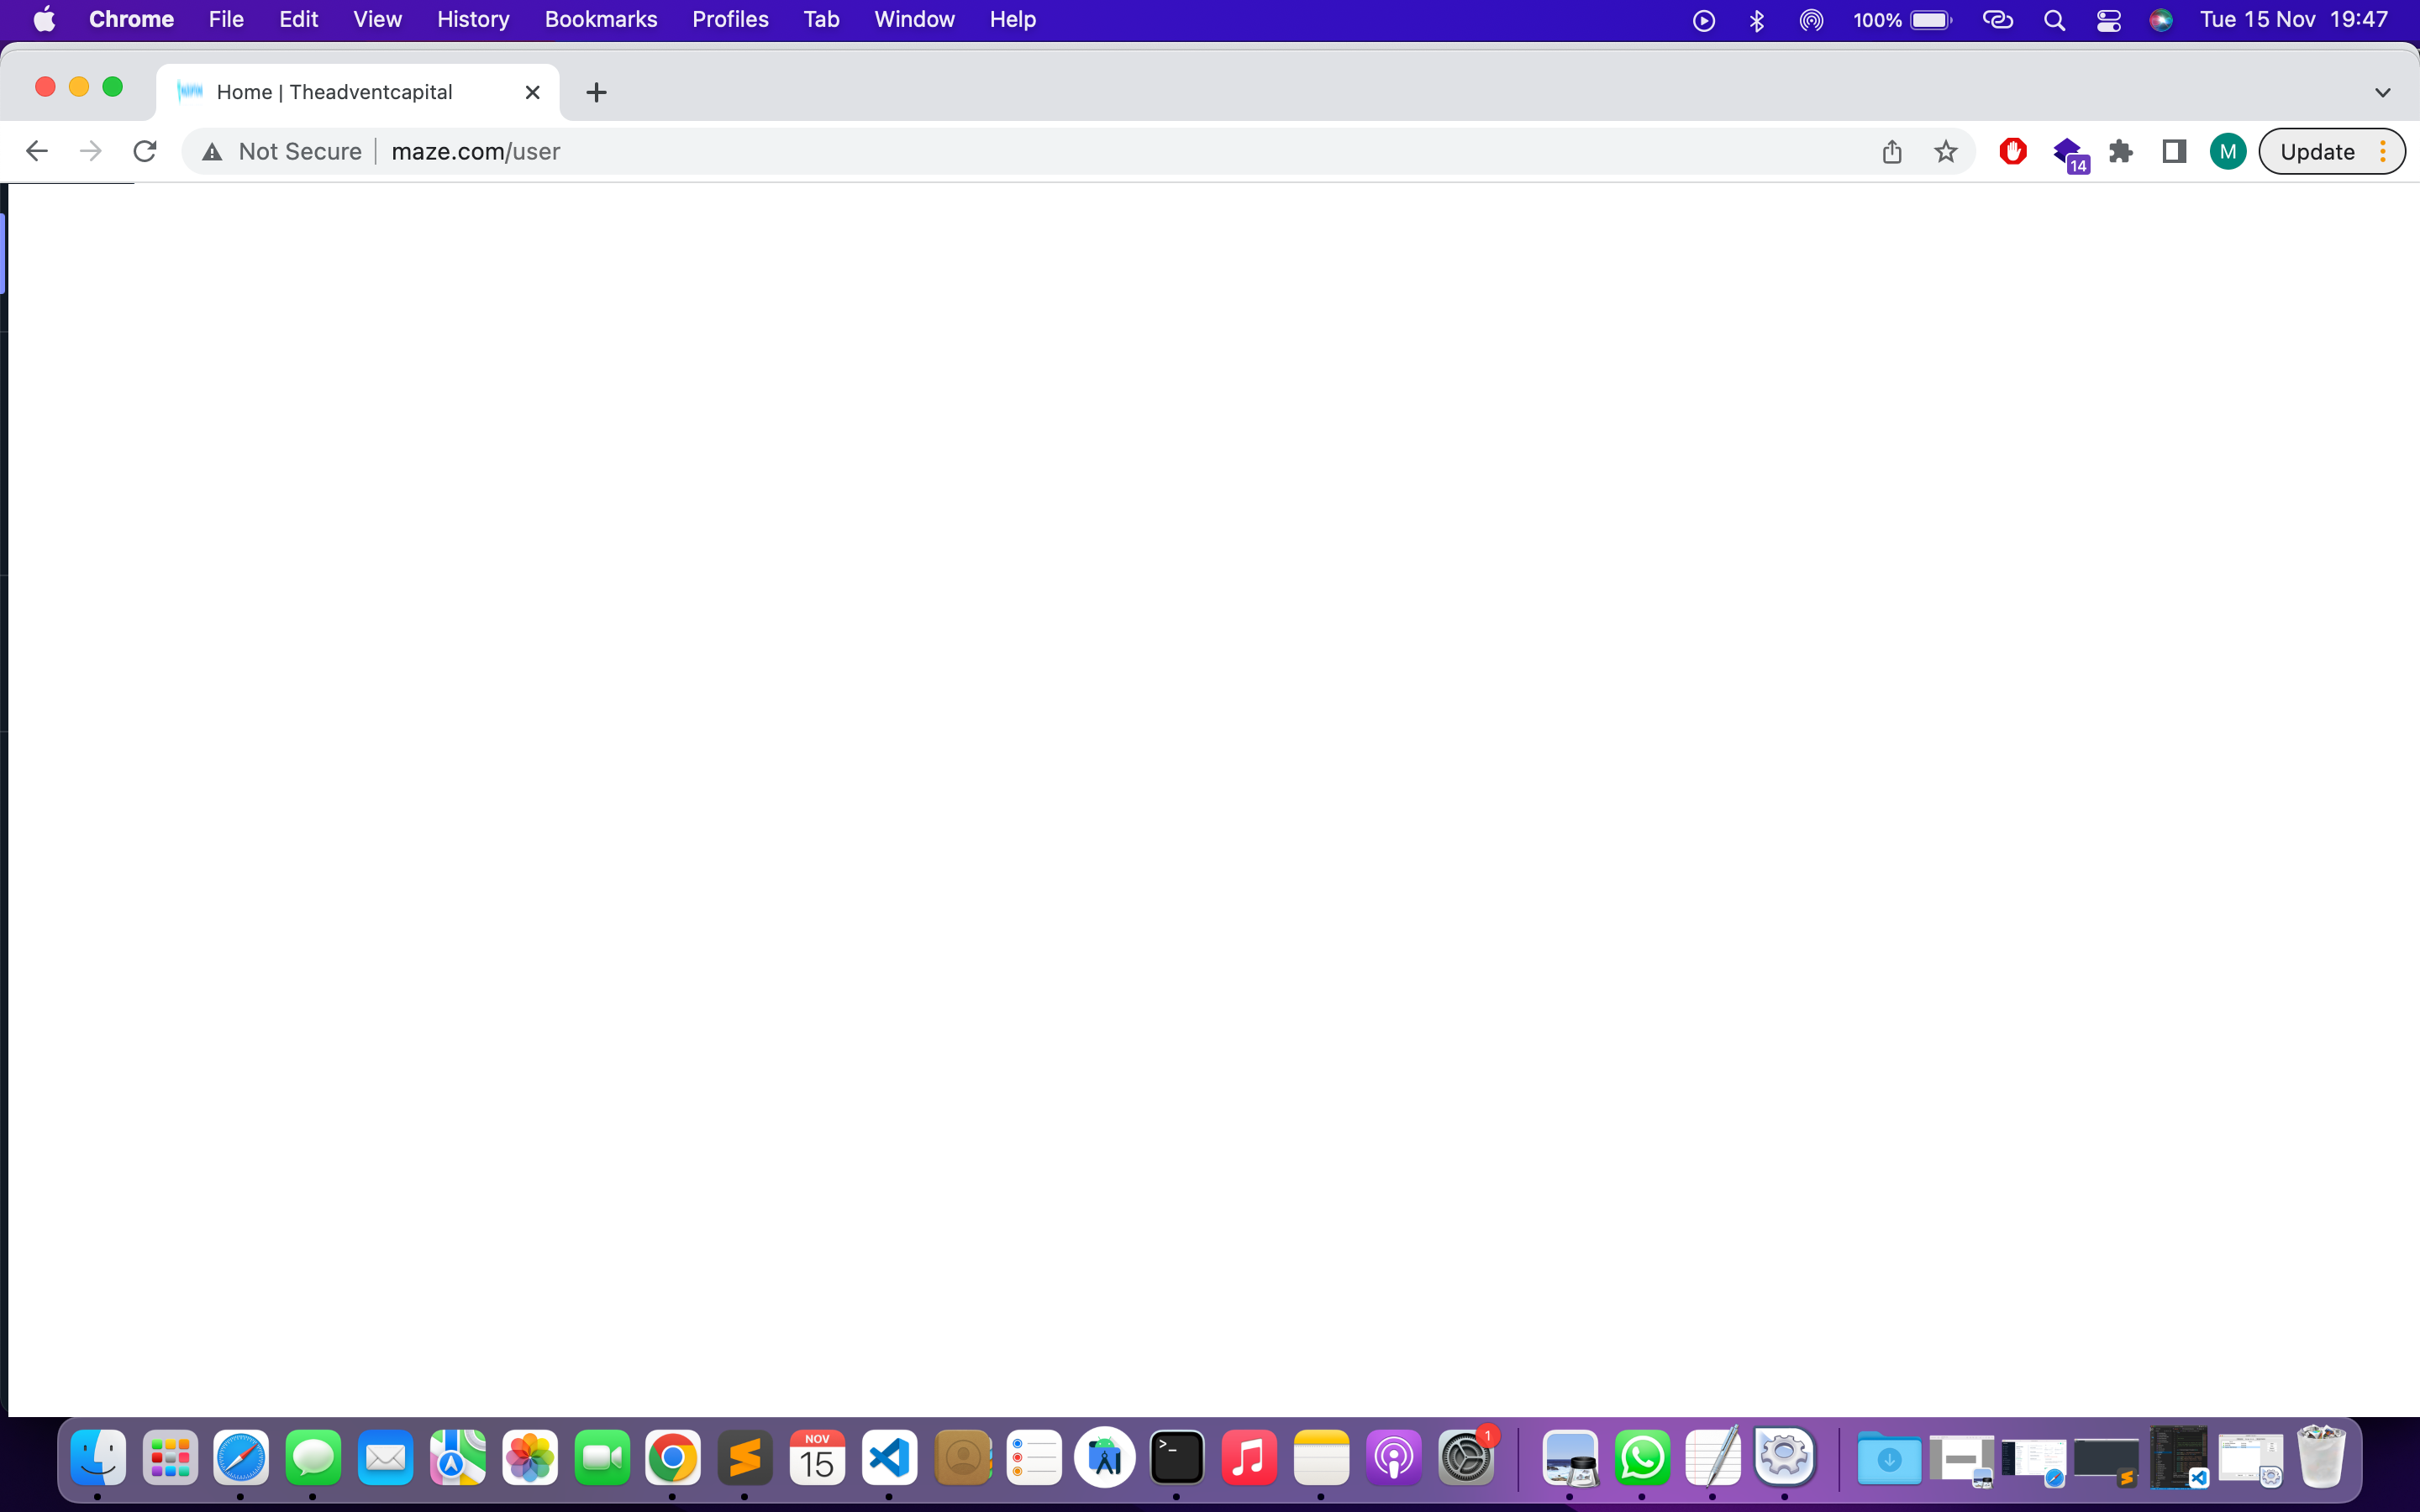 Chrome File Edit View History Bookmarks Profiles Tab Window Help 100% Tue 15 Nov 19:47
Home | Theadventcapital
Not Secure maze.com/user 14 M Update
NOV
15
>_
1